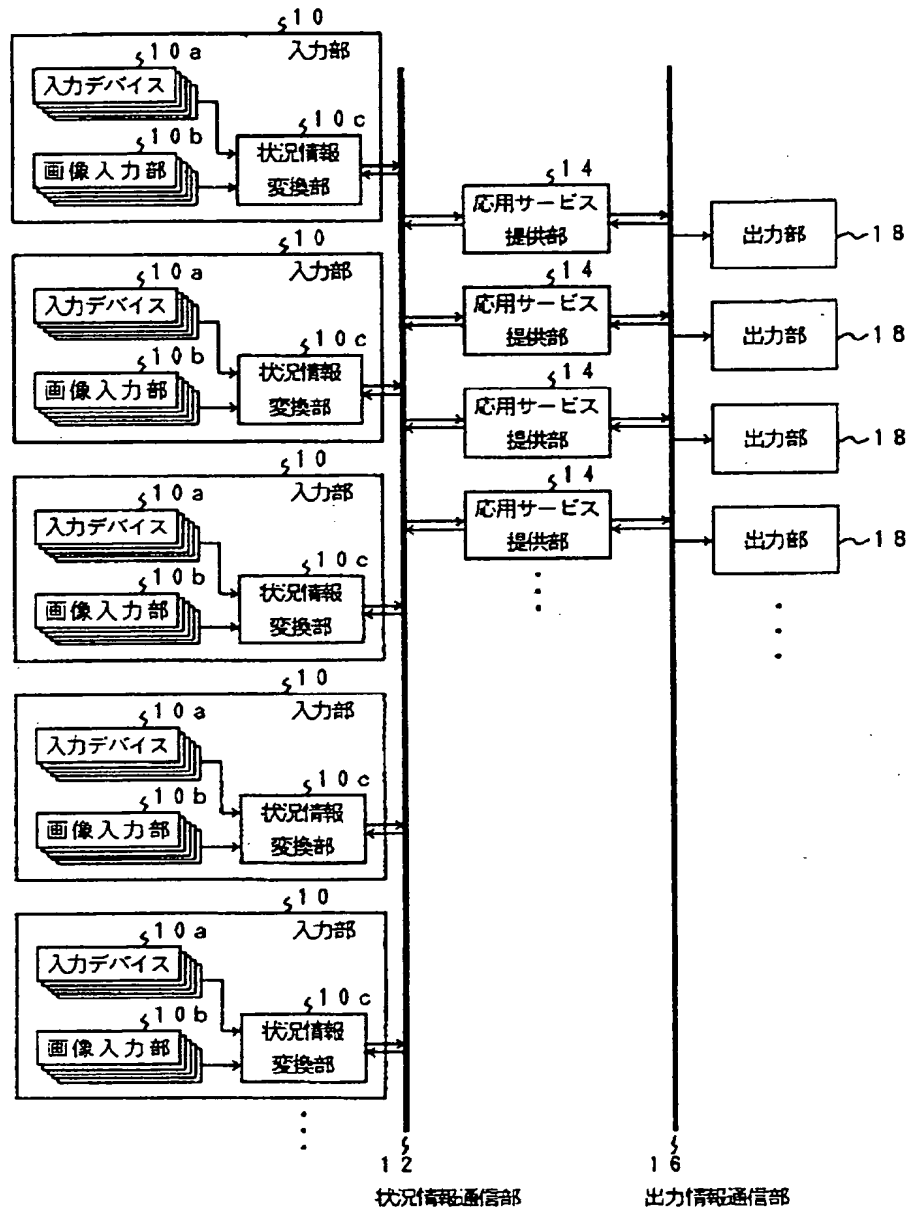 10
入力部
10a
入力デバイス
10b
画像入力部
10c
状況情報
変換部
10
入力部
10a
入力デバイス
10b
画像入力部
10c
状況情報
変換部
10
入力部
10a
入力デバイス
10b
画像入力部
10c
状況情報
変換部
10
入力部
10a
入力デバイス
10b
画像入力部
10c
状況情報
変換部
10
入力部
10a
入力デバイス
10b
画像入力部
10c
状況情報
変換部
14
応用サービス
提供部
14
応用サービス
提供部
14
応用サービス
提供部
14
応用サービス
提供部
出力部
18
出力部
18
出力部
18
出力部
18
12
状況情報通信部
16
出力情報通信部